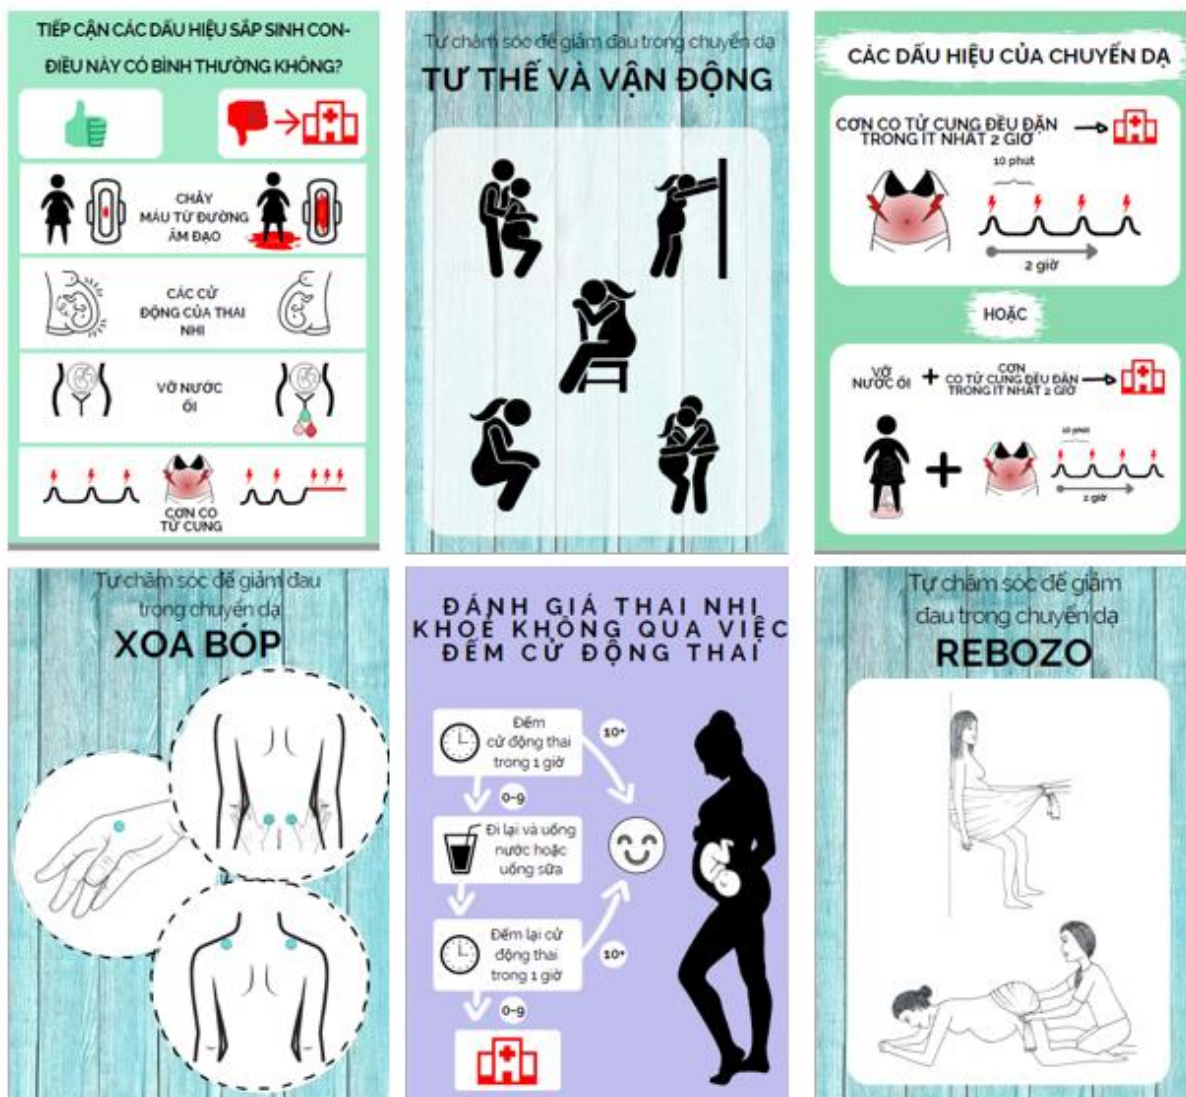 TIẾP CẬN CÁC DẤU HIỆU SẮP SINH CON-
ĐIỀU NÀY CÓ BÌNH THƯỜNG KHÔNG?
CHẢY
MÁU TỪ ĐƯỜNG
ÂM ĐẠO
CÁC CỬ
ĐỘNG CỦA THAI
NHI
VỠ NƯỚC
ỐI
CƠN CO
TỬ CUNG
Tự chăm sóc để giảm đau trong chuyển dạ
TƯ THẾ VÀ VẬN ĐỘNG
CÁC DẤU HIỆU CỦA CHUYỂN DẠ
CƠN CO TỬ CUNG ĐỀU ĐẶN
TRONG ÍT NHẤT 2 GIỜ
10 phút
2 giờ
HOẶC
VỠ
NƯỚC ỐI
+
CƠN
CO TỬ CUNG ĐỀU ĐẶN
TRONG ÍT NHẤT 2 GIỜ
10 phút
+
2 giờ
Tự chăm sóc để giảm đau
trong chuyển dạ
XOA BÓP
ĐÁNH GIÁ THAI NHI
KHOẺ KHÔNG QUA VIỆC
ĐẾM CỬ ĐỘNG THAI
Đếm
cử động thai
trong 1 giờ
10+
0-9
Đi lại và uống
nước hoặc
uống sữa
Đếm lại cử
động thai
trong 1 giờ
10+
0-9
Tự chăm sóc để giảm
đau trong chuyển dạ
REBOZO